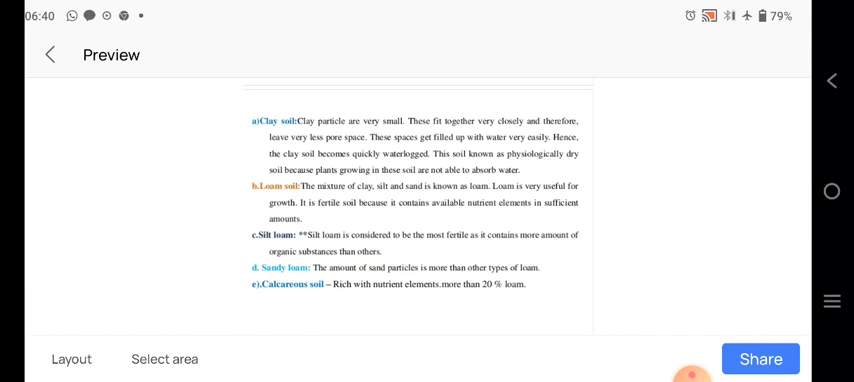 06:40
79%
Preview
a)Clay soil:Clay particle are very small. These fit together very closely and therefore,
leave very less pore space. These spaces get filled up with water very easily. Hence,
the clay soil becomes quickly waterlogged. This soil known as physiologically dry
soil because plants growing in these soil are not able to absorb water.
b.Loam soil:The mixture of clay, silt and sand is known as loam. Loam is very useful for
growth. It is fertile soil because it contains available nutrient elements in sufficient
amounts.
c.Silt loam: **Silt loam is considered to be the most fertile as it contains more amount of
organic substances than others.
d. Sandy loam: The amount of sand particles is more than other types of loam.
e).Calcareous soil – Rich with nutrient elements.more than 20 % loam.
Layout
Select area
Share